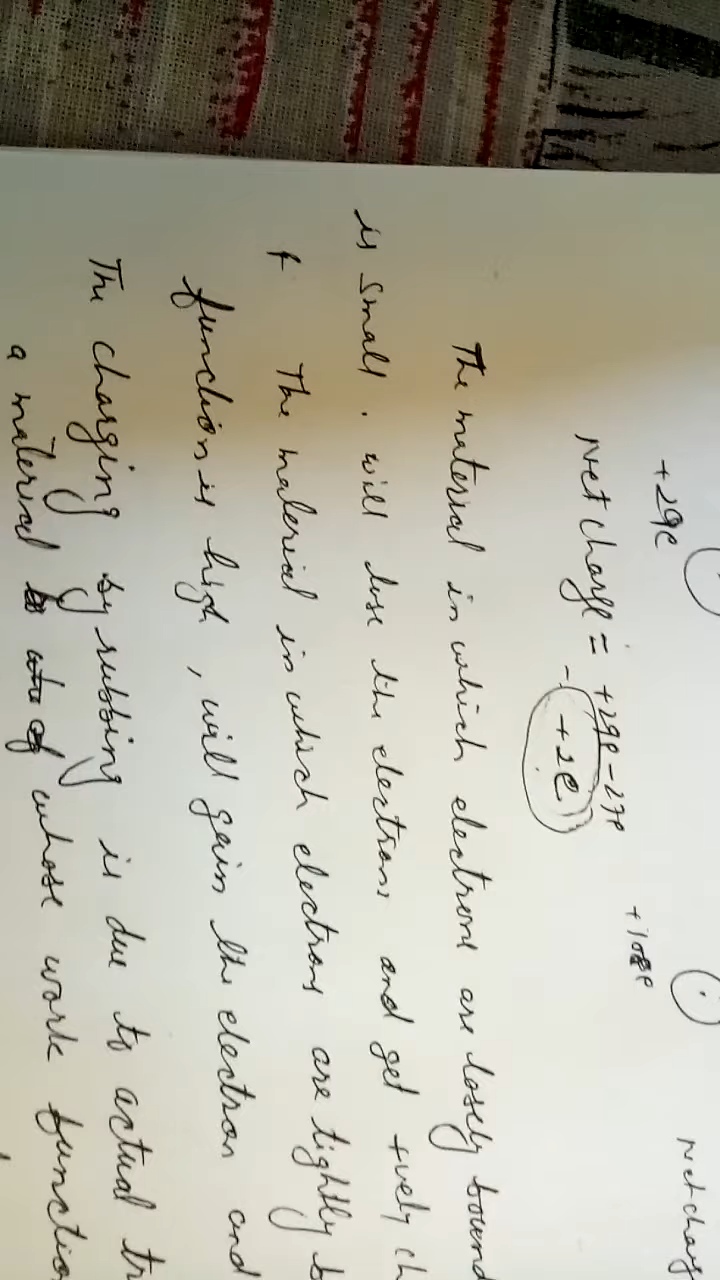 +29e
Net charge = +29e - 27e
+2e
+10e
Net charg
The material in which electrons are losely bound
is small, will lose the electrons and get +vely ch
& The material in which electrons are tightly b
function is high, will gain the electron and
The charging by rubbing is due to actual tr
a material of whose work functio